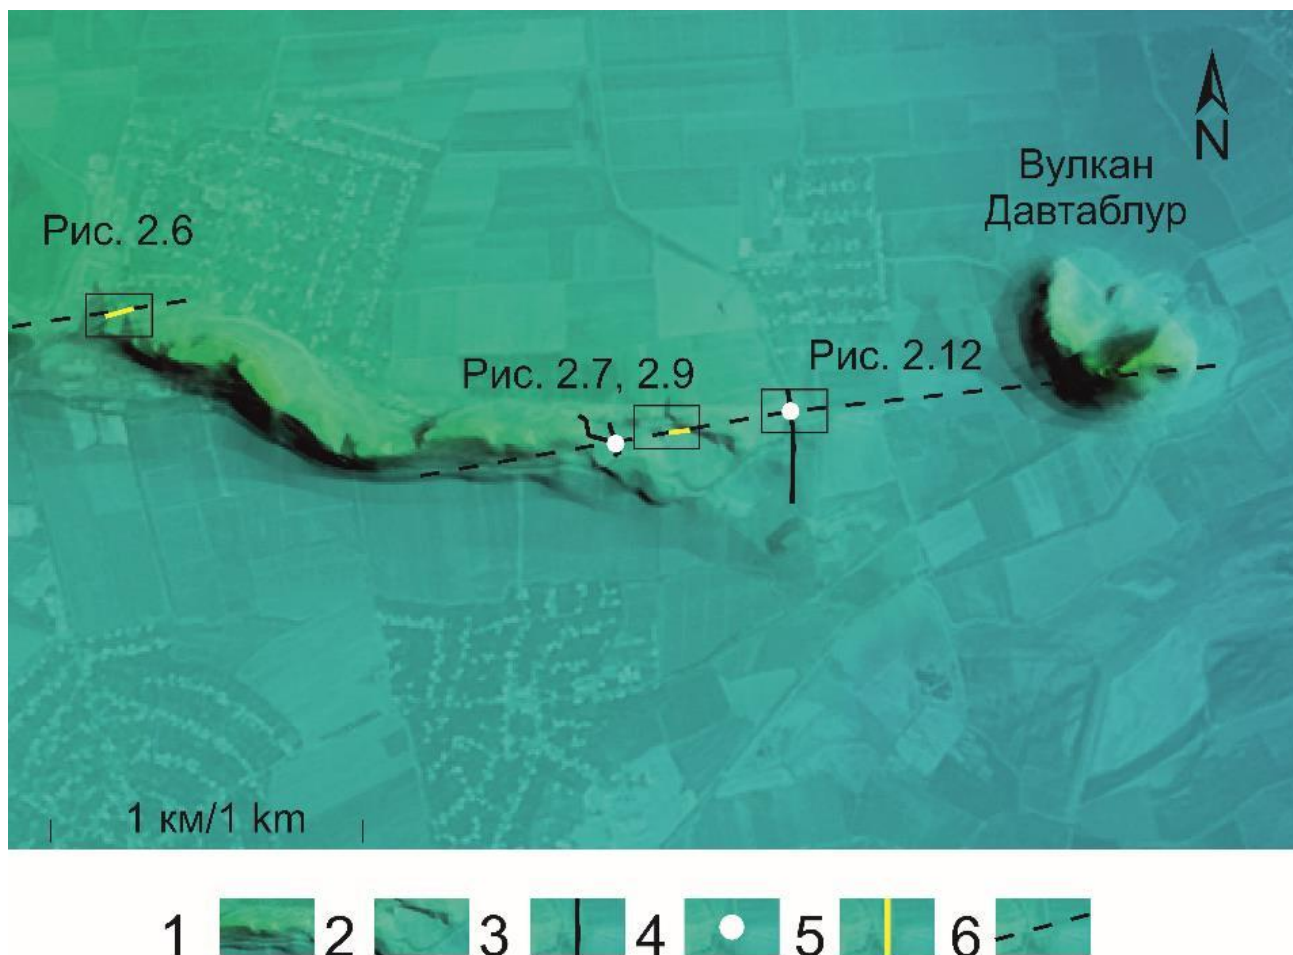 N
Вулкан
Давтаблур
Рис. 2.6
Рис. 2.7, 2.9
Рис. 2.12
1 км/1 km
1 2 3 4 5 6